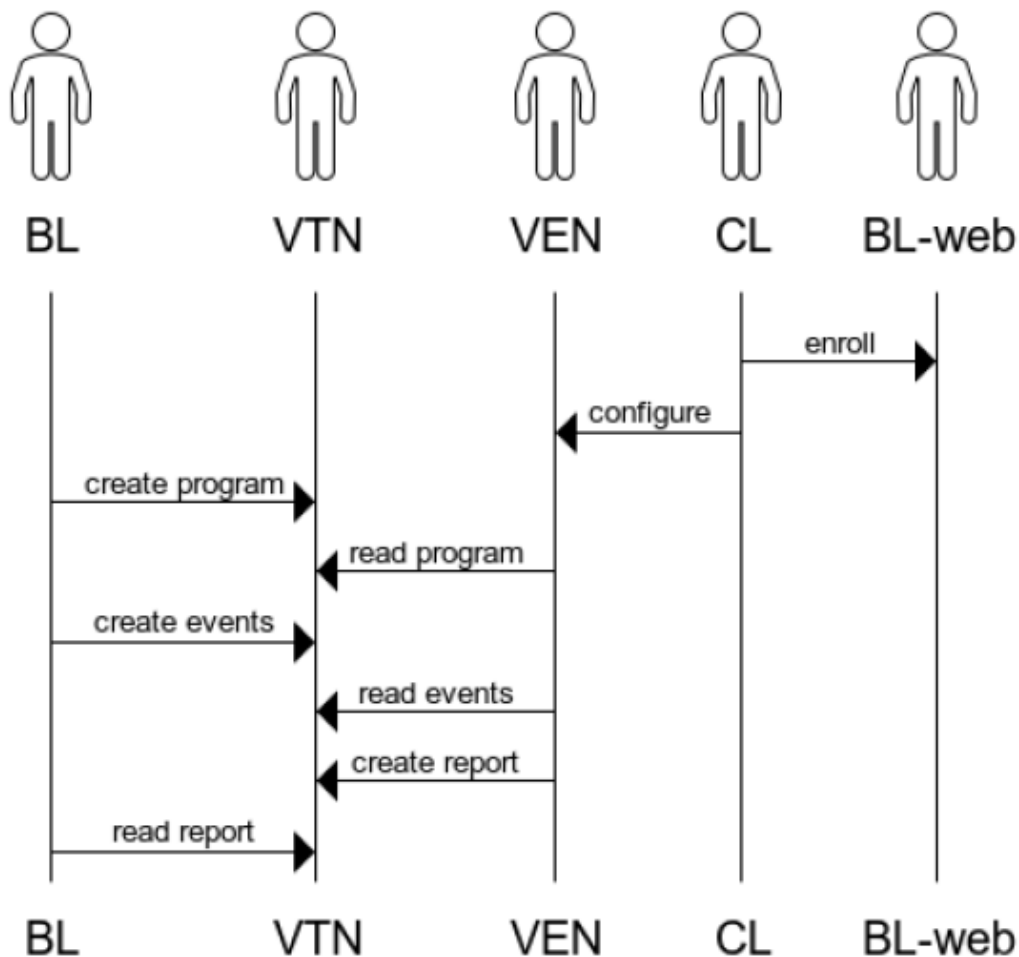 BL VTN VEN CL BL-web
enroll
configure
create program
read program
create events
read events
create report
read report
BL VTN VEN CL BL-web